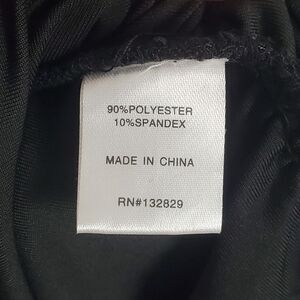 90%POLYESTER
10%SPANDEX
MADE IN CHINA
RN#132829